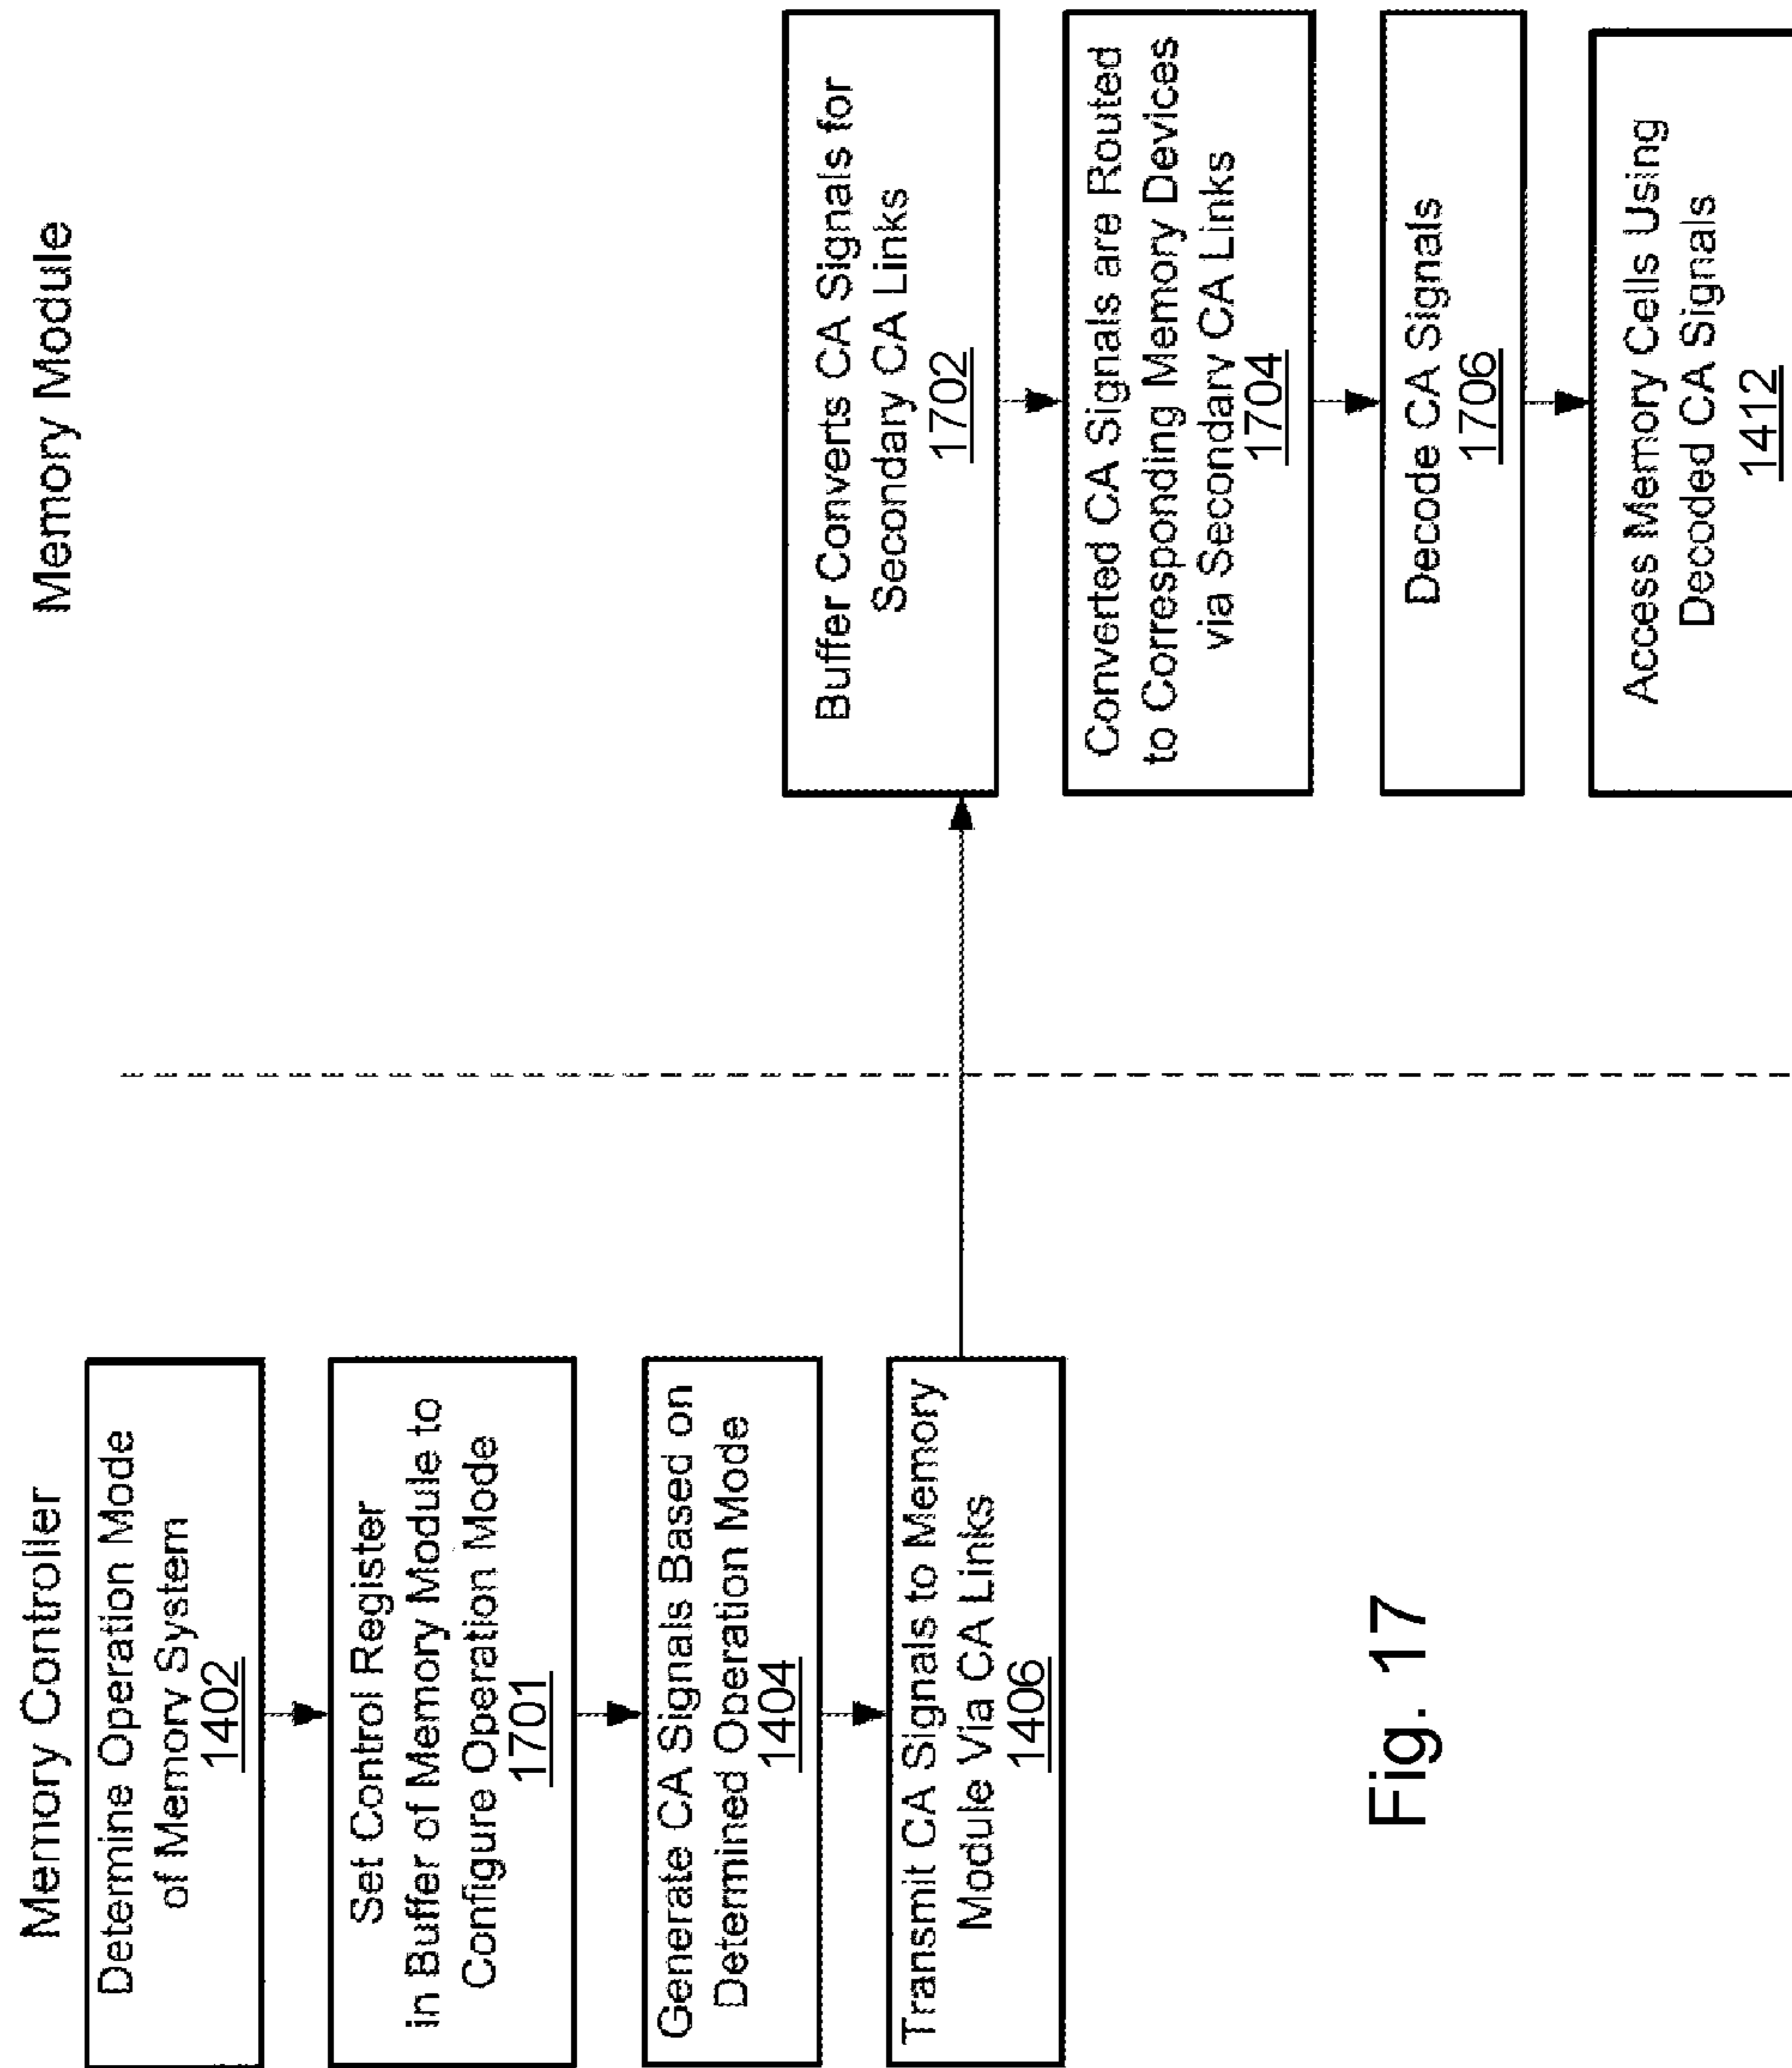 Memory Controller
Determine Operation Mode
of Memory System
1402
Set Control Register
in Buffer of Memory Module to
Configure Operation Mode
1701
Generate CA Signals Based on
Determined Operation Mode
1404
Transmit CA Signals to Memory
Module Via CA Links
1406
Memory Module
Buffer Converts CA Signals for
Secondary CA Links
1702
Converted CA Signals are Routed
to Corresponding Memory Devices
via Secondary CA Links
1704
Decode CA Signals
1706
Access Memory Cells Using
Decoded CA Signals
1412
Fig. 17